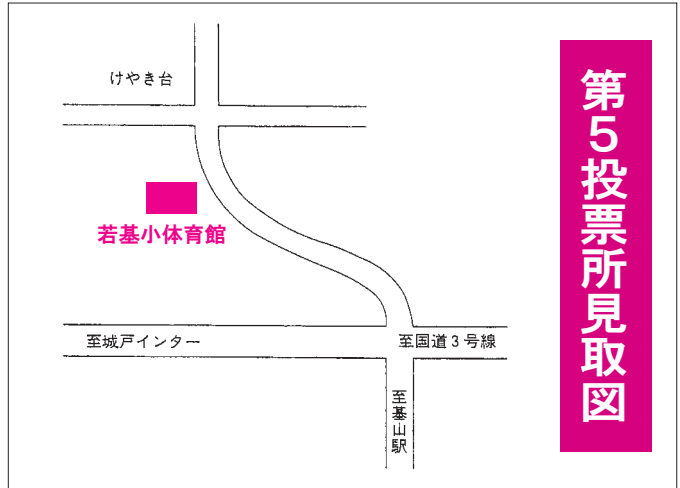 第5投票所見取図
けやき台
若基小体育館
至城戸インター
至国道3号線
至基山駅